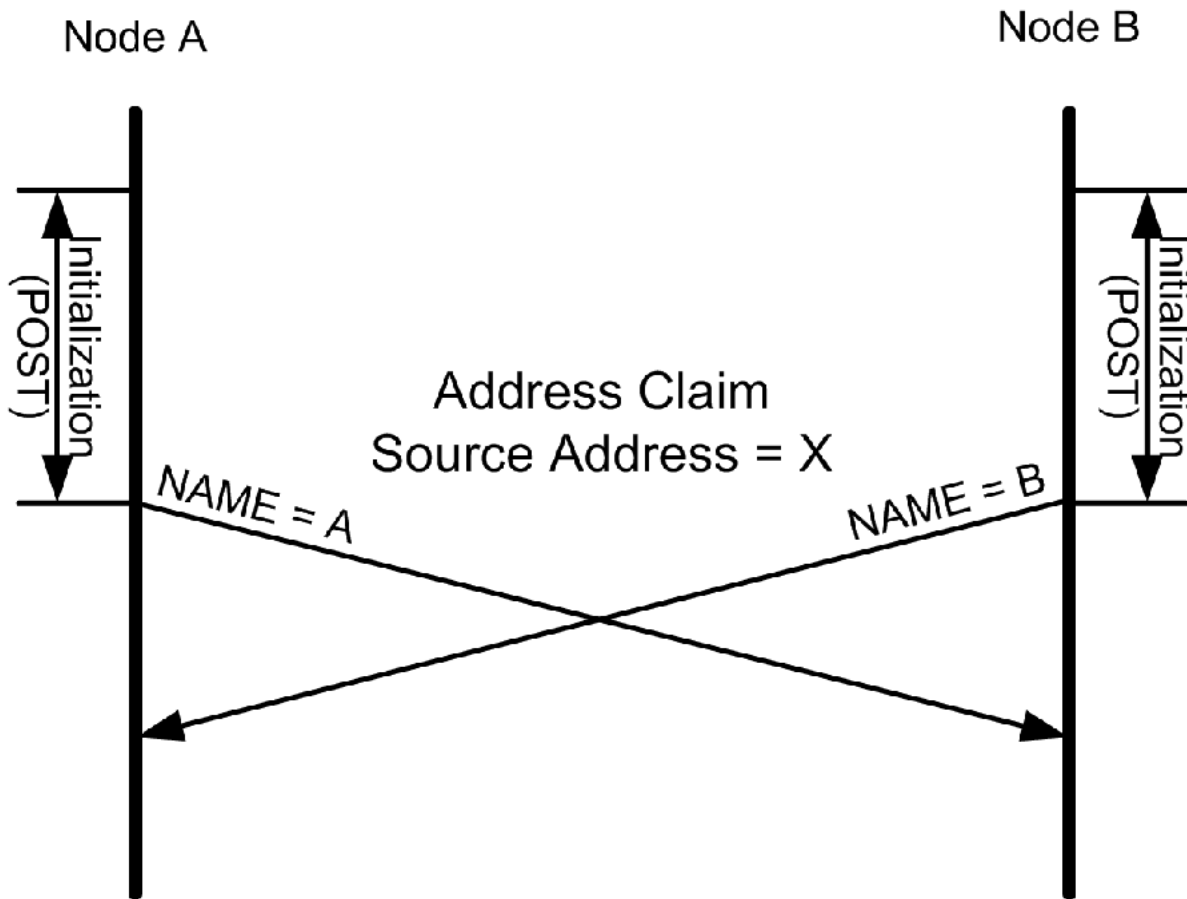 Node A
Node B
Initialization
(POST)
Initialization
(POST)
Address Claim
Source Address = X
NAME = A
NAME = B